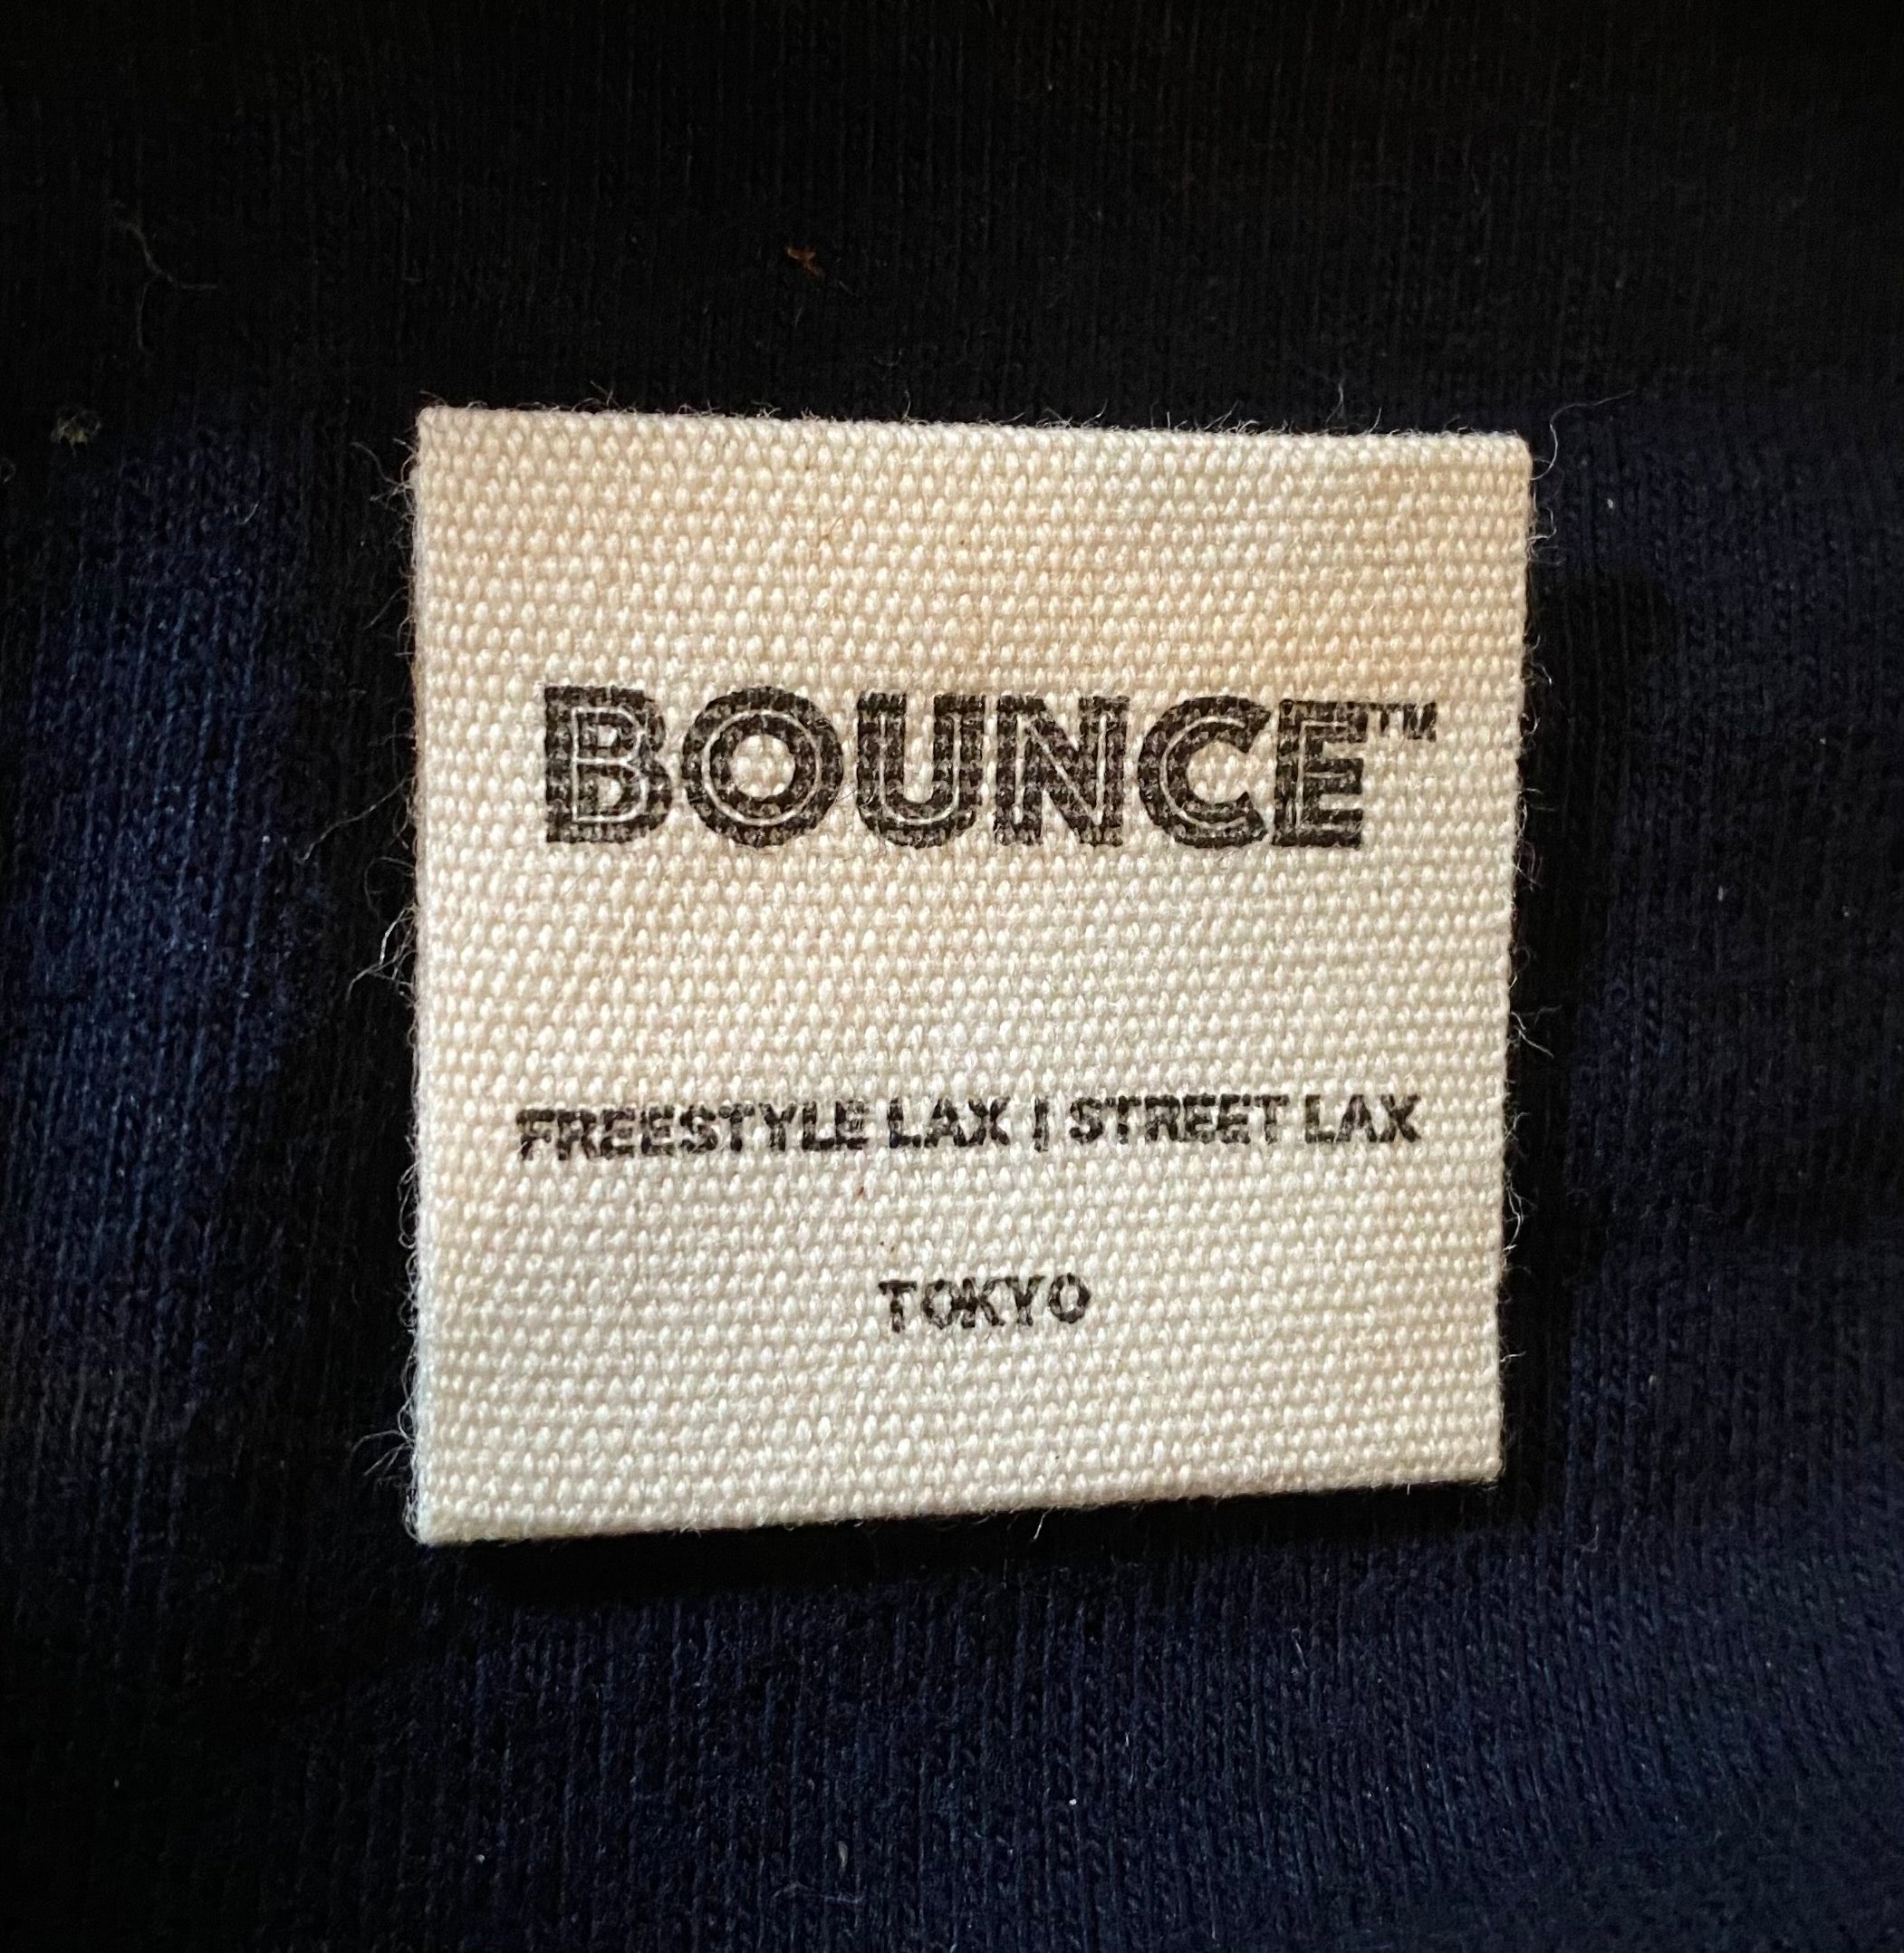 BOUNCE™
FREESTYLE LAX | STREET LAX
TOKYO